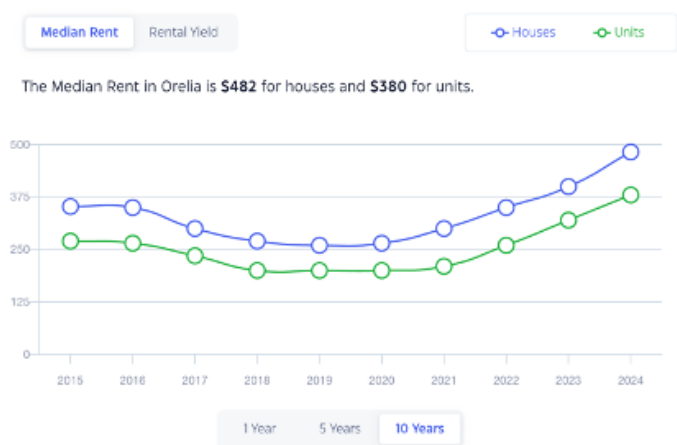 Median Rent Rental Yield Houses Units
The Median Rent in Orelia is $482 for houses and $380 for units.
500
375
250
125
0
2015 2016 2017 2018 2019 2020 2021 2022 2023 2024
1 Year 5 Years 10 Years